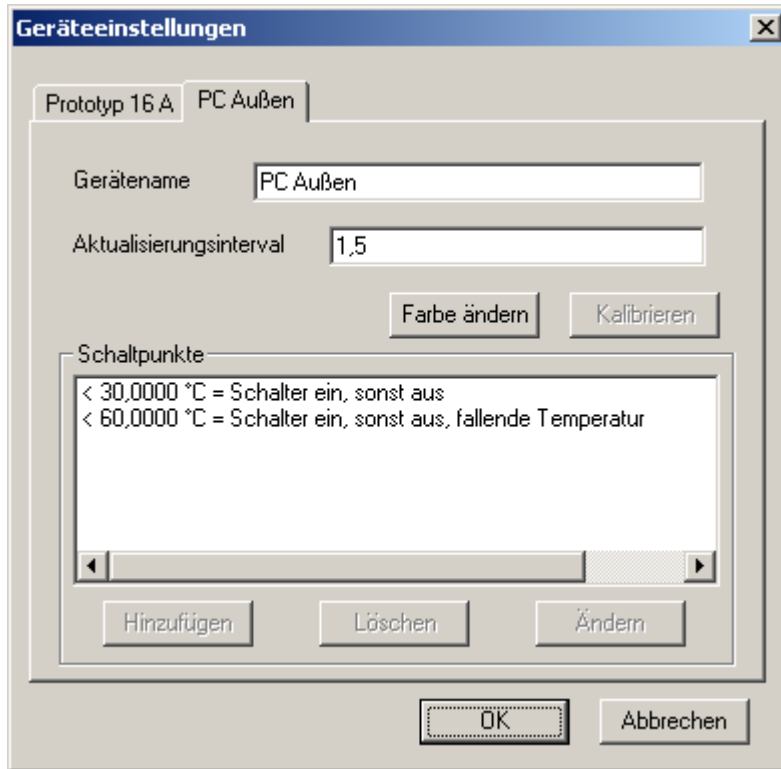 Geräteeinstellungen
Prototyp 16 A
PC Außen
Gerätename
PC Außen
Aktualisierungsinterval
1,5
Farbe ändern
Kalibrieren
Schaltpunkte
< 30,0000 °C = Schalter ein, sonst aus
< 60,0000 °C = Schalter ein, sonst aus, fallende Temperatur
Hinzufügen
Löschen
Ändern
OK
Abbrechen